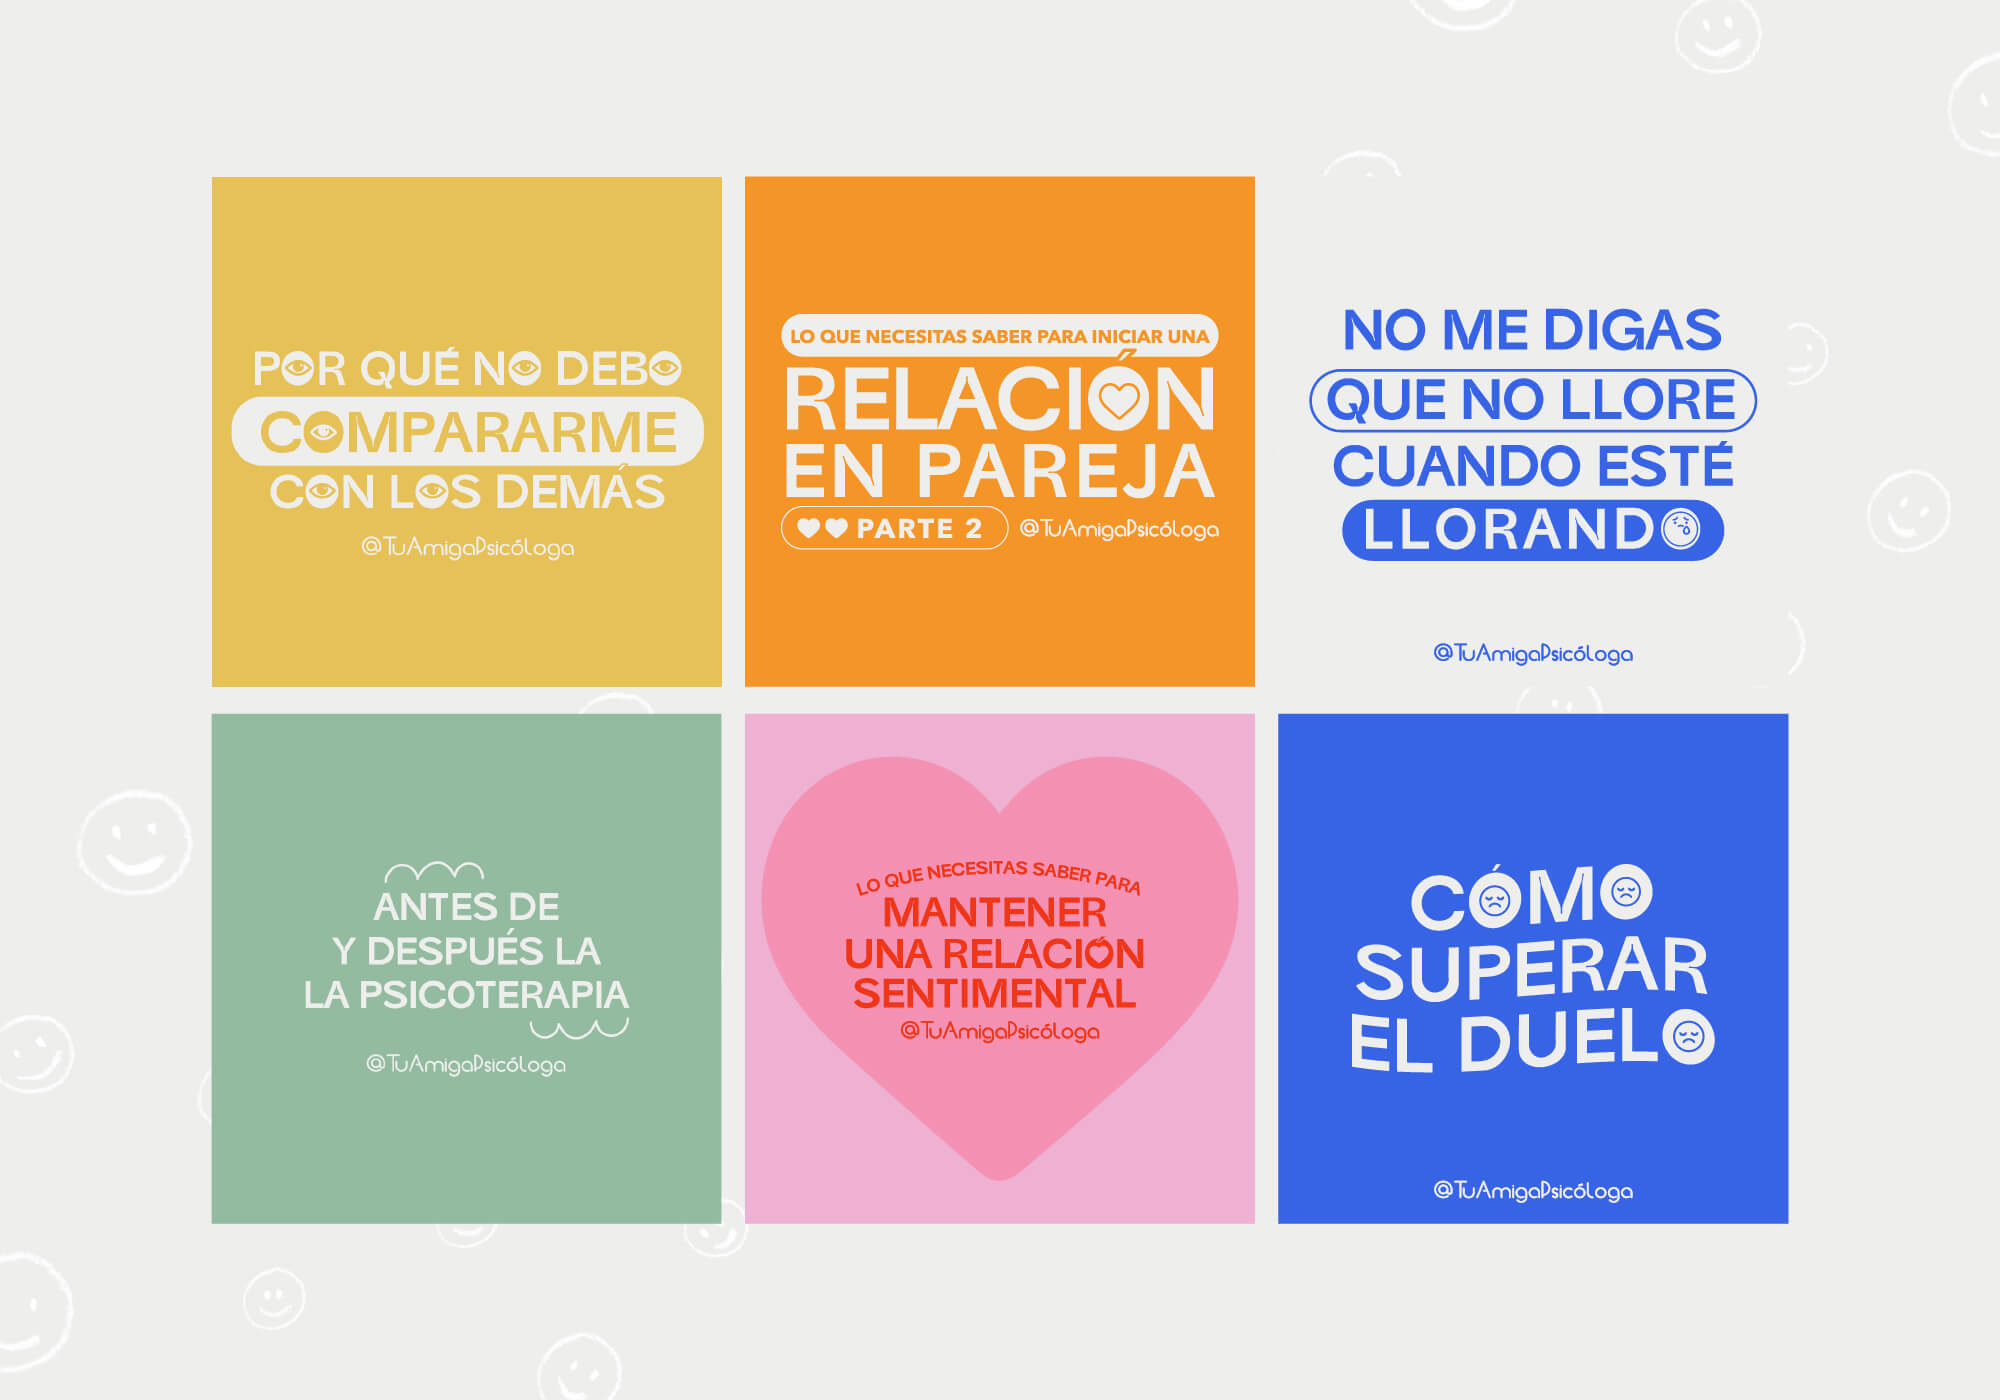 POR QUÉ NO DEBO
COMPARARME
CON LOS DEMÁS
@TuAmigaPsicóLoga
LO QUE NECESITAS SABER PARA INICIAR UNA
RELACIÓN
EN PAREJA
PARTE 2
@TuAmigaPsicóLoga
NO ME DIGAS
QUE NO LLORE
CUANDO ESTÉ
LLORANDO
@TuAmigaPsicóLoga
ANTES DE
Y DESPUÉS LA
LA PSICOTERAPIA
@TuAmigaPsicóLoga
LO QUE NECESITAS SABER PARA
MANTENER
UNA RELACIÓN
SENTIMENTAL
@TuAmigaPsicóLoga
CÓMO
SUPERAR
EL DUELO
@TuAmigaPsicóLoga